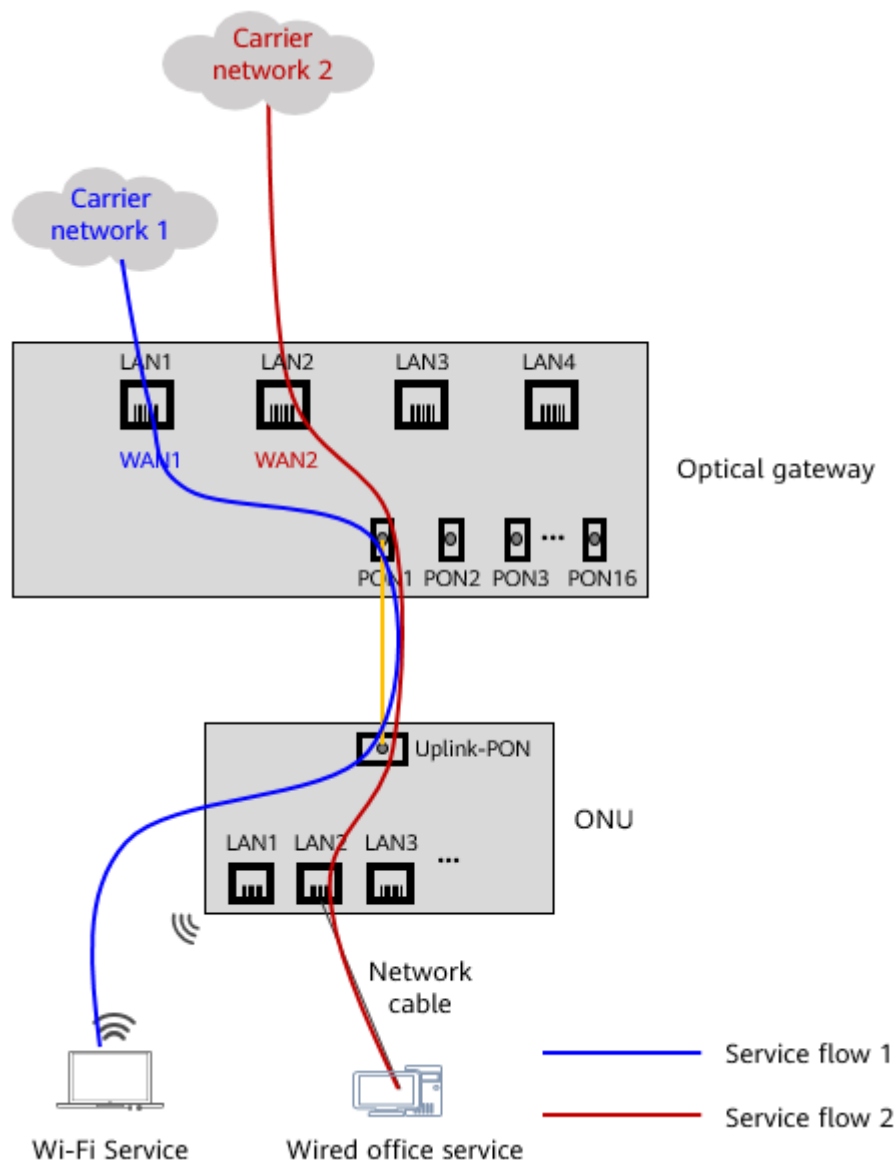 Carrier
network 2
Carrier
network 1
LAN1 LAN2 LAN3 LAN4
WAN1 WAN2
Optical gateway
...
PON1 PON2 PON3 PON16
Uplink-PON
ONU
LAN1 LAN2 LAN3
...
Network
cable
Service flow 1
Service flow 2
Wi-Fi Service
Wired office service